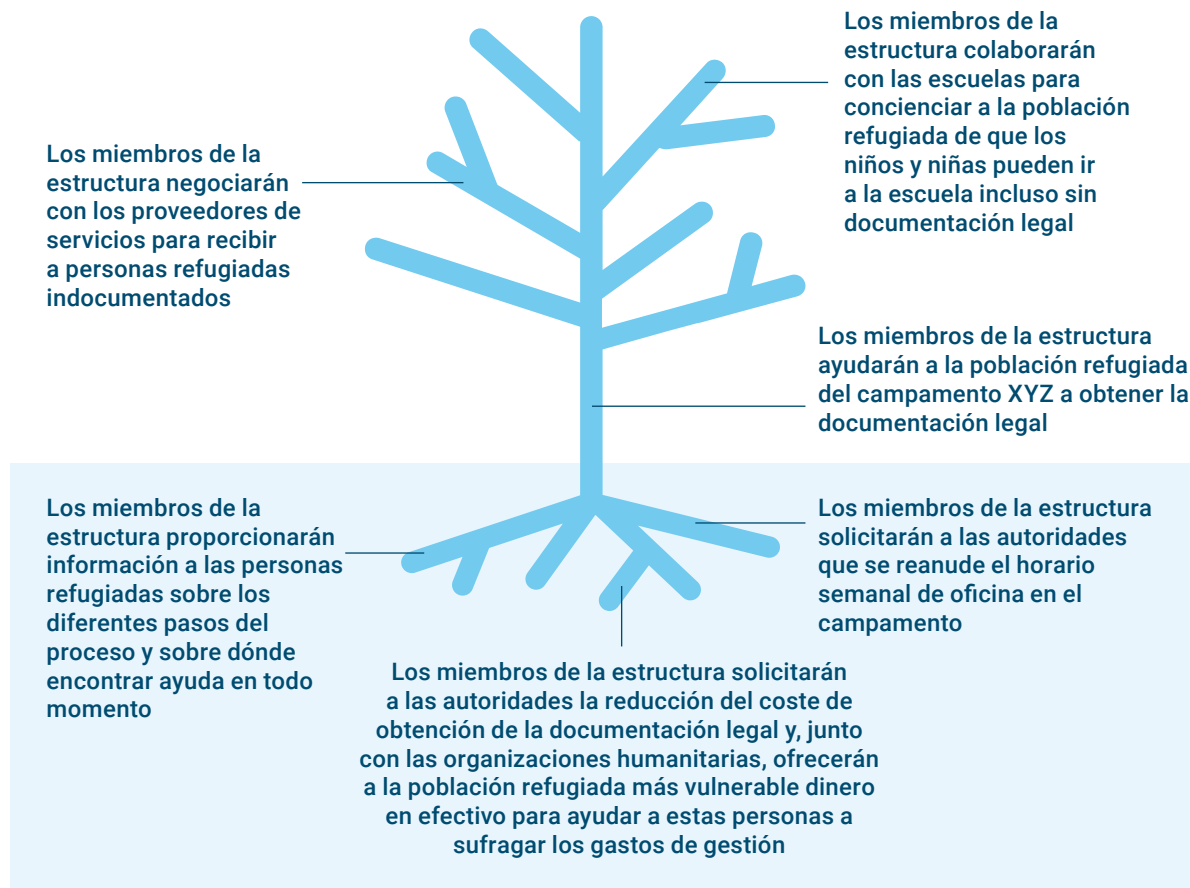 Los miembros de la
estructura colaborarán
con las escuelas para
concienciar a la población
refugiada de que los
niños y niñas pueden ir
a la escuela incluso sin
documentación legal
Los miembros de la
estructura negociarán
con los proveedores de
servicios para recibir
a personas refugiadas
indocumentados
Los miembros de la estructura
ayudarán a la población refugiada
del campamento XYZ a obtener la
documentación legal
Los miembros de la
estructura proporcionarán
información a las personas
refugiadas sobre los
diferentes pasos del
proceso y sobre dónde
encontrar ayuda en todo
momento
Los miembros de la estructura
solicitarán a las autoridades
que se reanude el horario
semanal de oficina en el
campamento
Los miembros de la estructura solicitarán
a las autoridades la reducción del coste de
obtención de la documentación legal y, junto
con las organizaciones humanitarias, ofrecerán
a la población refugiada más vulnerable dinero
en efectivo para ayudar a estas personas a
sufragar los gastos de gestión